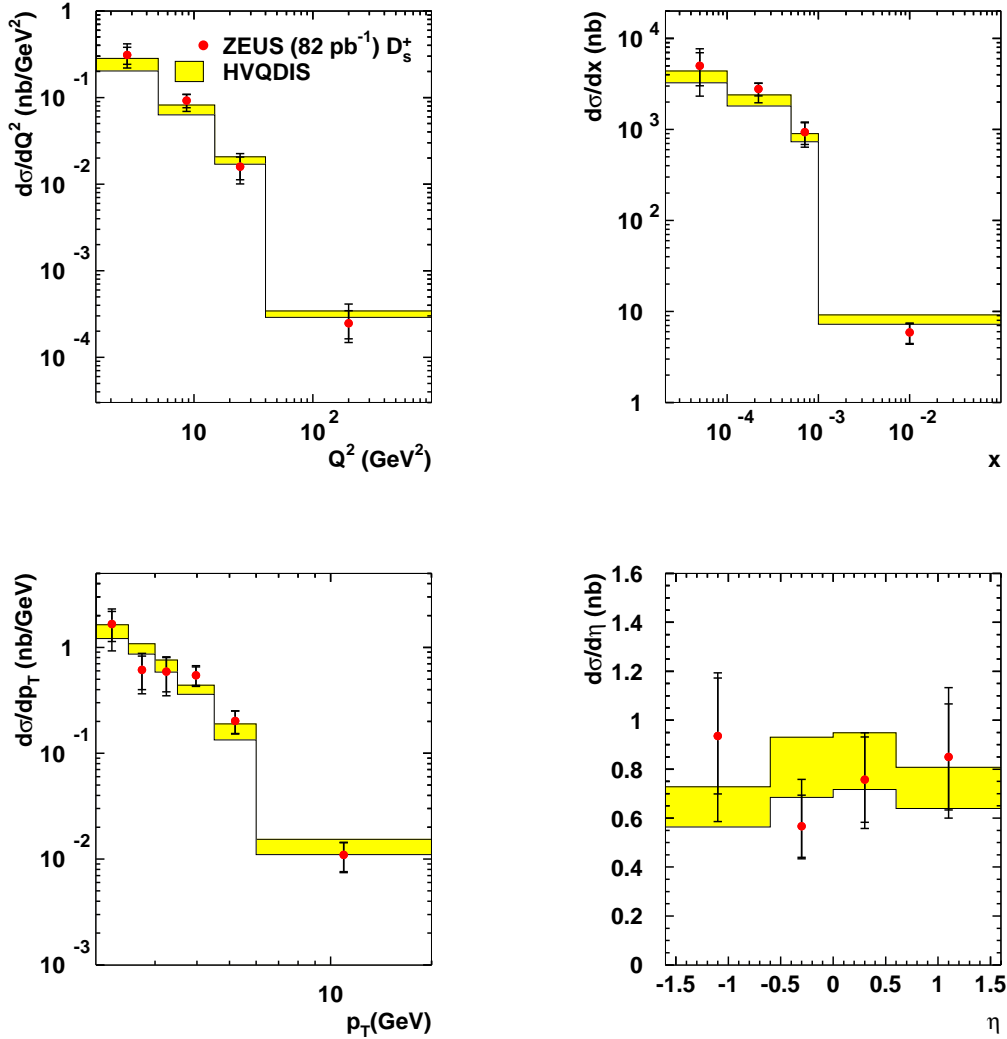 dσ/dQ² (nb/GeV²)
1
10⁻¹
10⁻²
10⁻³
10⁻⁴
ZEUS (82 pb⁻¹) Dₛ⁺
HVQDIS
10 10²
Q² (GeV²)
dσ/dx (nb)
10⁴
10³
10²
10
1
10⁻⁴ 10⁻³ 10⁻²
x
dσ/dp_T (nb/GeV)
1
10⁻¹
10⁻²
10⁻³
10
p_T(GeV)
dσ/dη (nb)
1.6
1.4
1.2
1
0.8
0.6
0.4
0.2
0
-1.5 -1 -0.5 0 0.5 1 1.5
η